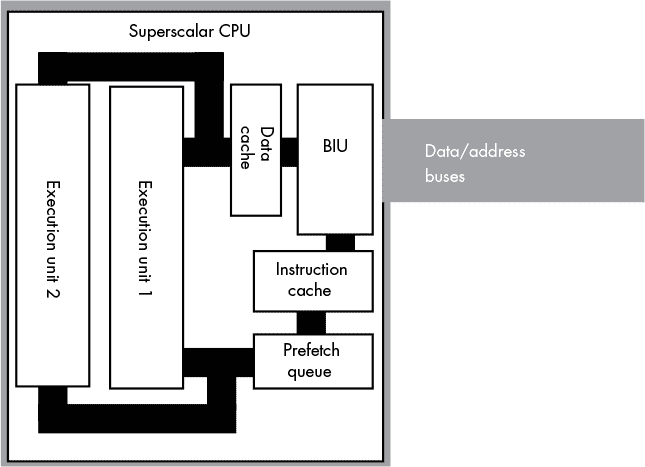 Superscalar CPU
Execution unit 2
Execution unit 1
Data
cache
BIU
Data/address
buses
Instruction
cache
Prefetch
queue